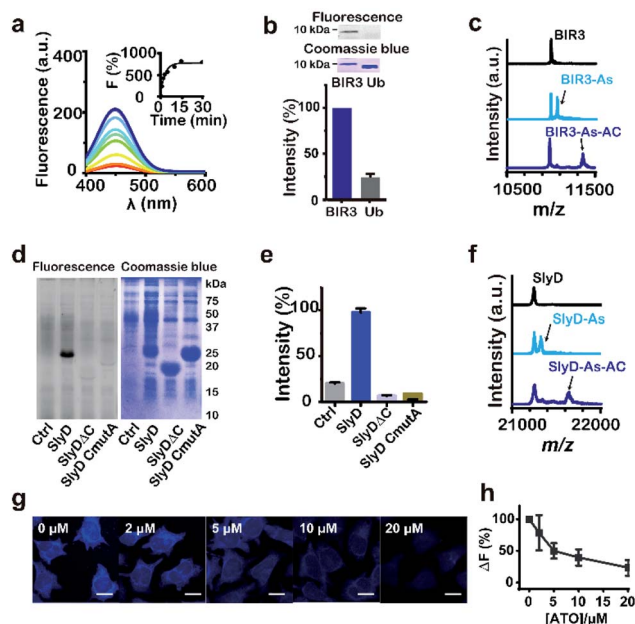 a
Fluorescence (a.u.)
400
200
0
400 500 600
λ (nm)
F (%)
1000
500
0
0 15 30
Time (min)
b
Fluorescence
10 kDa
Coomassie blue
10 kDa
BIR3 Ub
Intensity (%)
100
50
0
BIR3 Ub
c
Intensity (a.u.)
BIR3
BIR3-As
BIR3-As-AC
10500 11500
m/z
d
Fluorescence Coomassie blue
kDa
75
50
37
25
20
15
10
Ctrl
SlyD
SlyDΔC
SlyD CmutA
Ctrl
SlyD
SlyDΔC
SlyD CmutA
e
Intensity (%)
100
50
0
Ctrl
SlyD
SlyDΔC
SlyD CmutA
f
Intensity (a.u.)
SlyD
SlyD-As
SlyD-As-AC
21000 22000
m/z
g
0 µM 2 µM 5 µM 10 µM 20 µM
h
ΔF (%)
100
50
0
0 5 10 15 20
[ATO]/µM